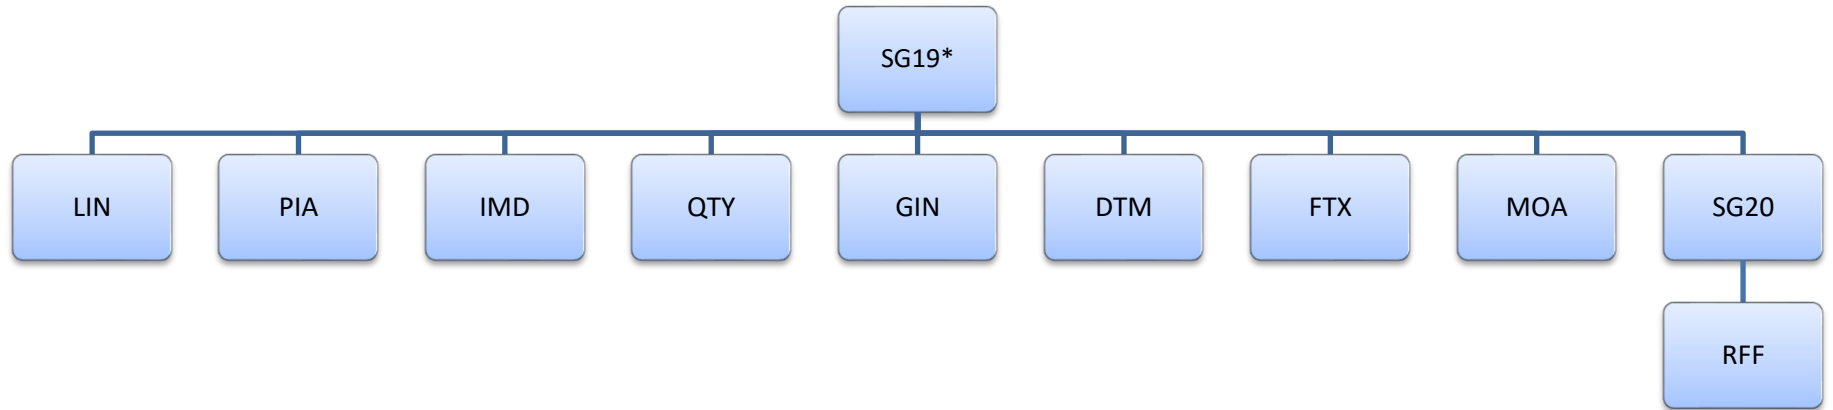 SG19*
LIN
PIA
IMD
QTY
GIN
DTM
FTX
MOA
SG20
RFF